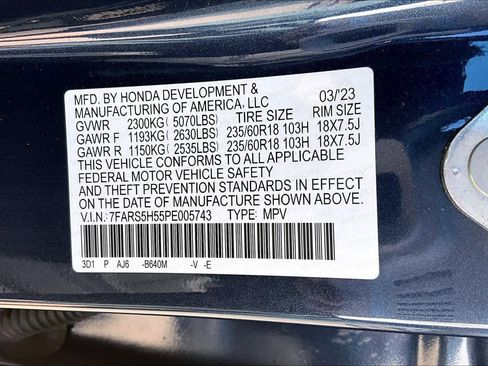 MFD. BY HONDA DEVELOPMENT & 03/'23
MANUFACTURING OF AMERICA, LLC
GVWR 2300KG ( 5070LBS) TIRE SIZE RIM SIZE
GAWR F 1193KG ( 2630LBS) 235/60R18 103H 18X7.5J
GAWR R 1150KG ( 2535LBS) 235/60R18 103H 18X7.5J
THIS VEHICLE CONFORMS TO ALL APPLICABLE
FEDERAL MOTOR VEHICLE SAFETY
AND THEFT PREVENTION STANDARDS IN EFFECT
ON THE DATE OF MANUFACTURE SHOWN ABOVE.
V.I.N.: 7FARS5H55PE005743 TYPE: MPV
3D1 P AJ6 -B640M -V -E